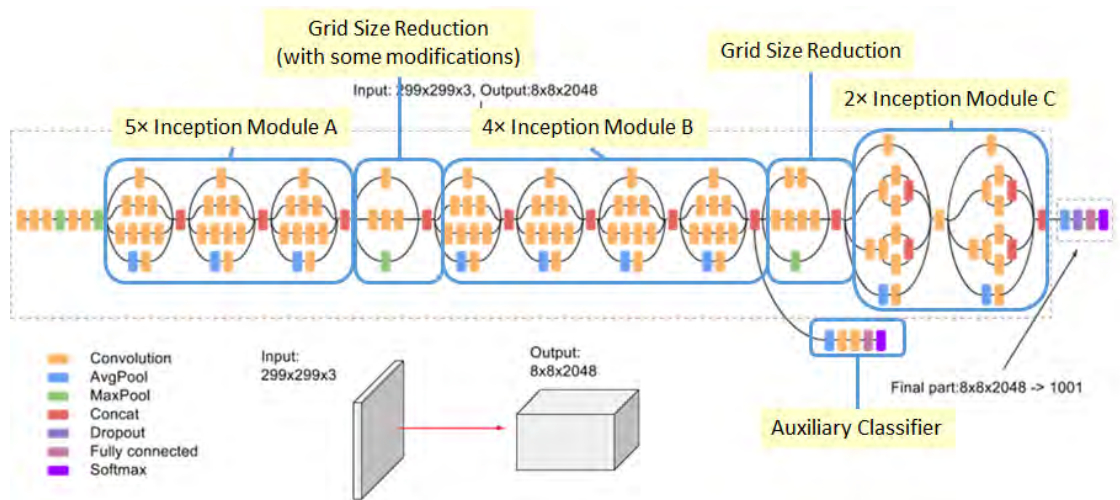 Grid Size Reduction
(with some modifications)
Grid Size Reduction
Input: 299x299x3, Output:8x8x2048
2× Inception Module C
5× Inception Module A
4× Inception Module B
Convolution
AvgPool
MaxPool
Concat
Dropout
Fully connected
Softmax
Input:
299x299x3
Output:
8x8x2048
Final part:8x8x2048 -> 1001
Auxiliary Classifier